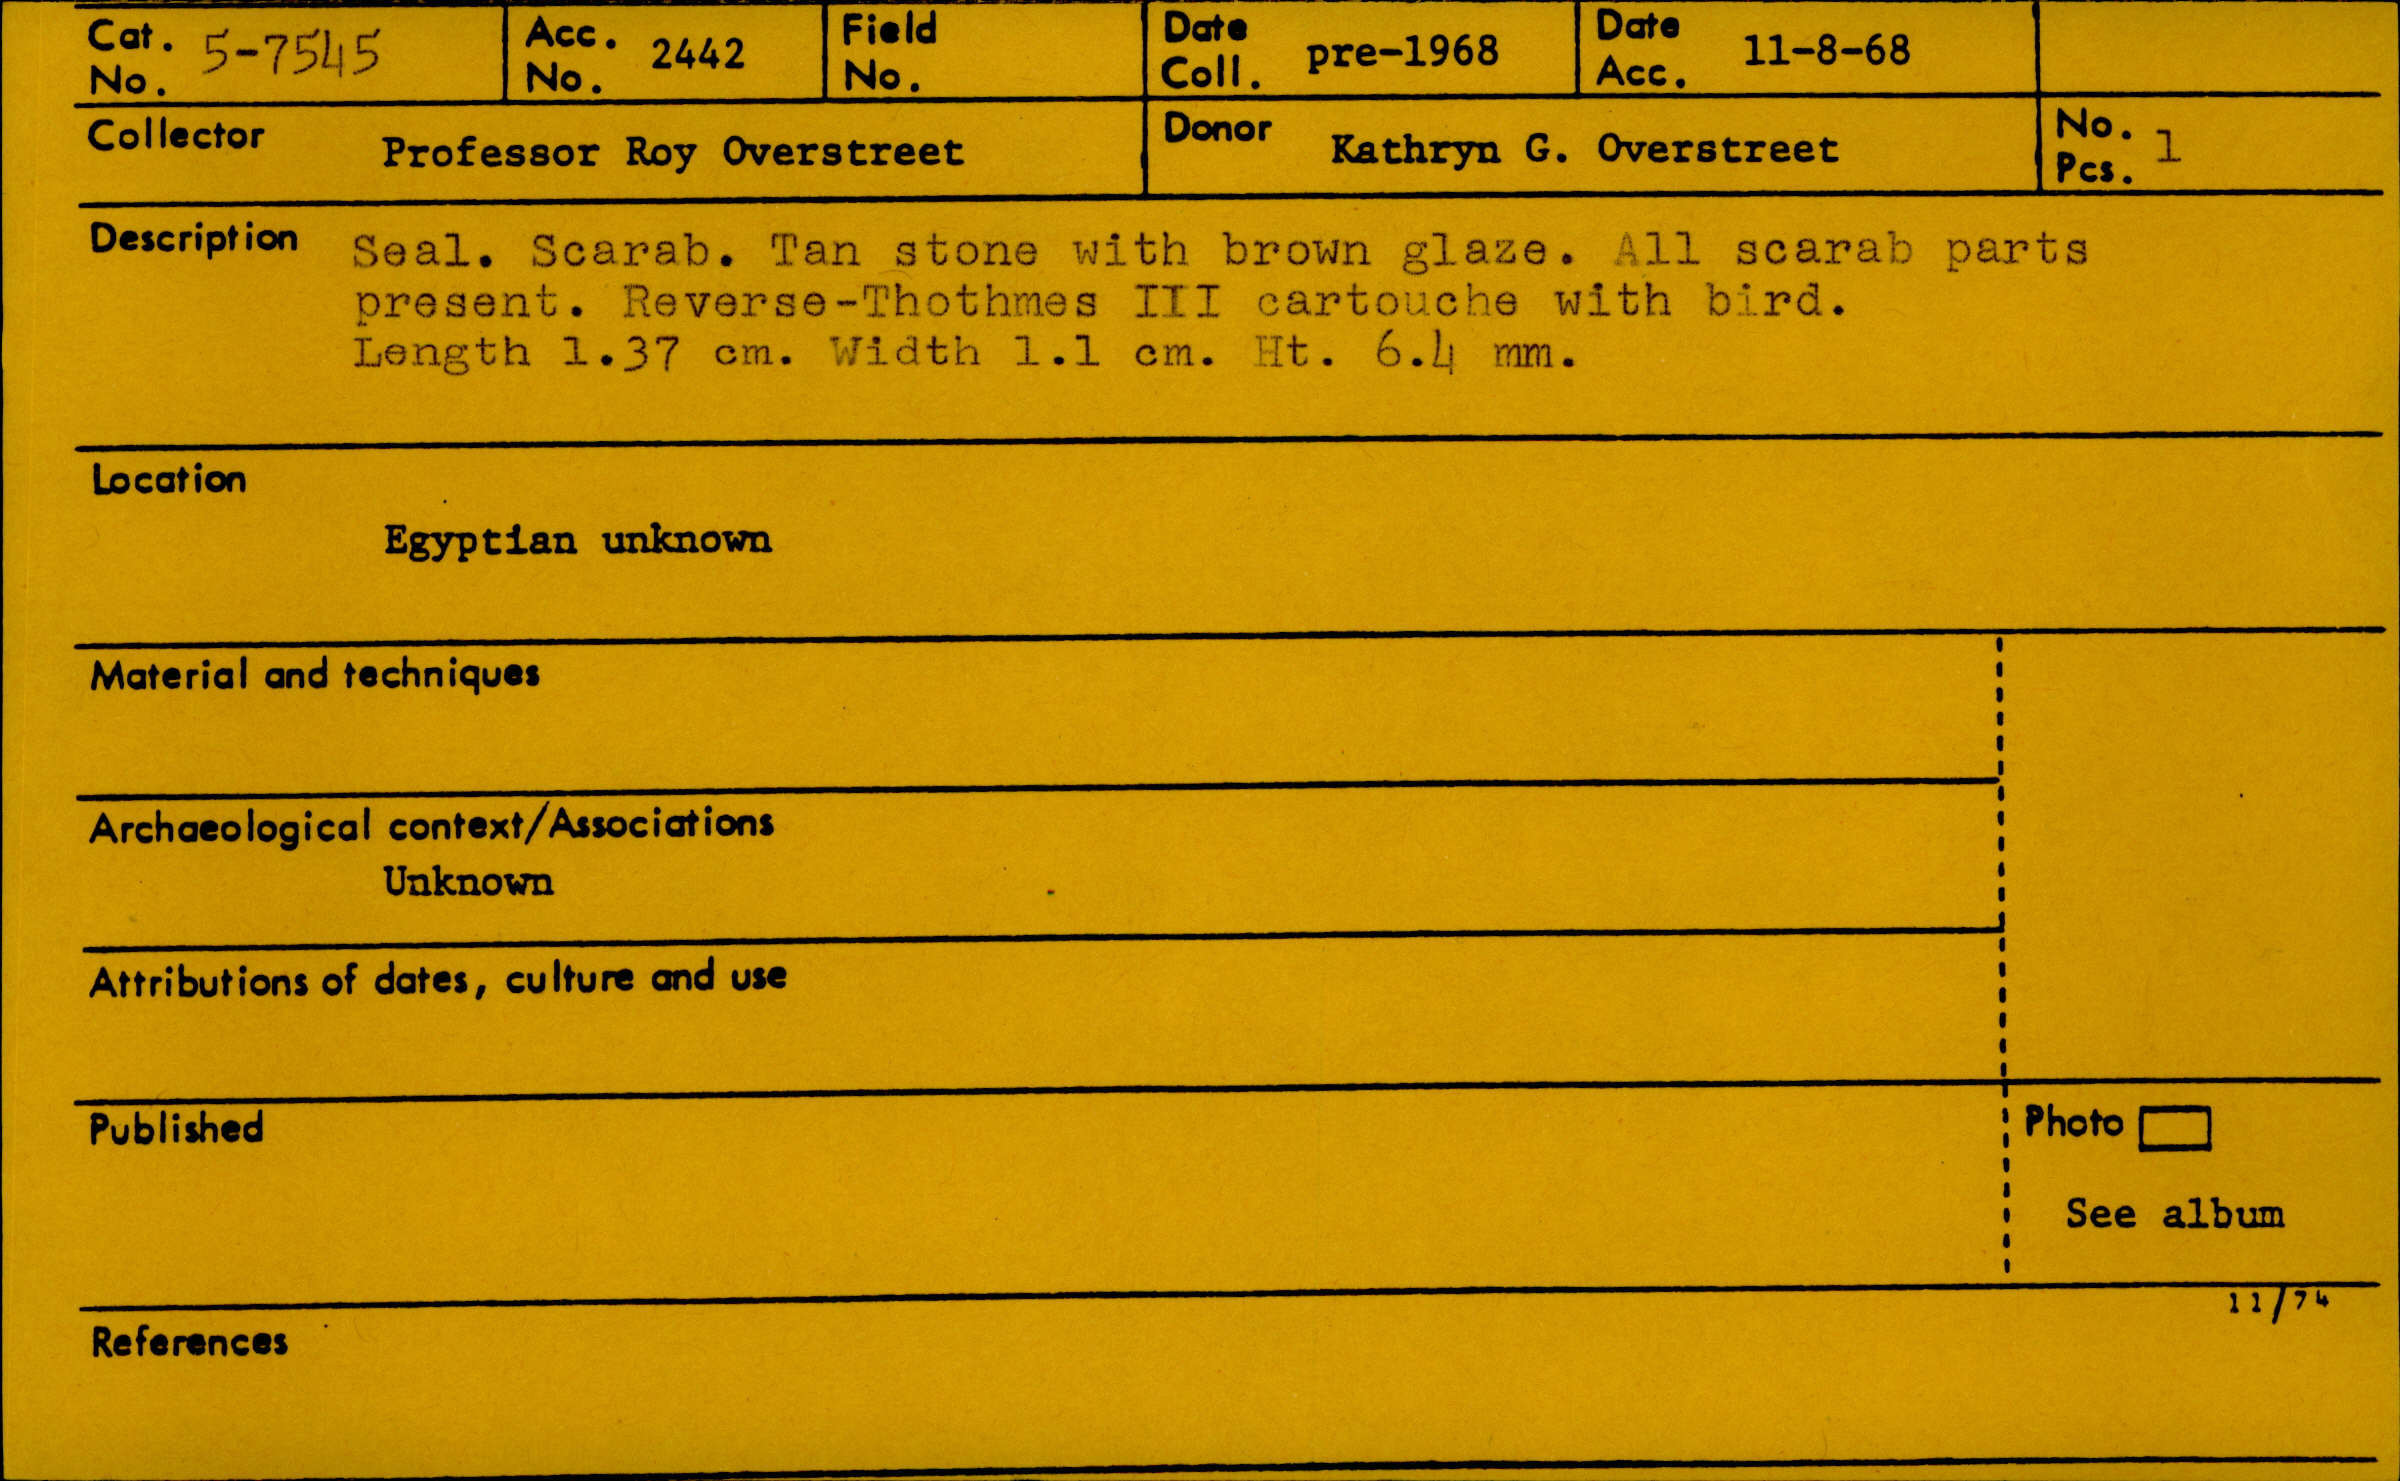 Cat. No. 5-7545 Acc. No. 2442 Field No. Date Coll. pre-1968 Date Acc. 11-8-68
Collector Professor Roy Overstreet Donor Kathryn G. Overstreet No. Pcs. 1
Description Seal. Scarab. Tan stone with brown glaze. All scarab parts
present. Reverse-Thothmes III cartouche with bird.
Length 1.37 cm. Width 1.1 cm. Ht. 6.4 mm.
Location
Egyptian unknown
Material and techniques
Archaeological context/Associations
Unknown
Attributions of dates, culture and use
Published
Photo
See album
11/74
References